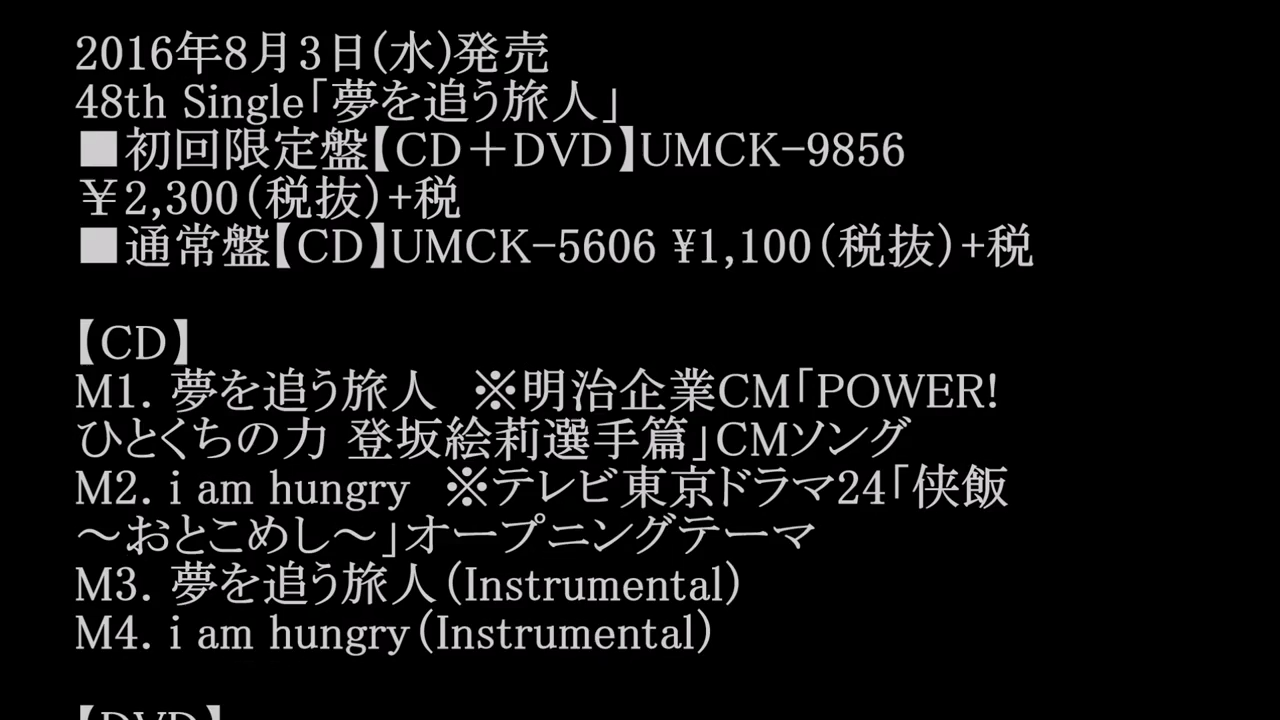 2016年8月3日(水)発売
48th Single「夢を追う旅人」
■初回限定盤【CD＋DVD】UMCK-9856
￥2,300(税抜)+税
■通常盤【CD】UMCK-5606 ¥1,100(税抜)+税
【CD】
M1. 夢を追う旅人　※明治企業CM「POWER!
ひとくちの力 登坂絵莉選手篇」CMソング
M2. i am hungry　※テレビ東京ドラマ24「侠飯
～おとこめし～」オープニングテーマ
M3. 夢を追う旅人(Instrumental)
M4. i am hungry(Instrumental)
【DVD】